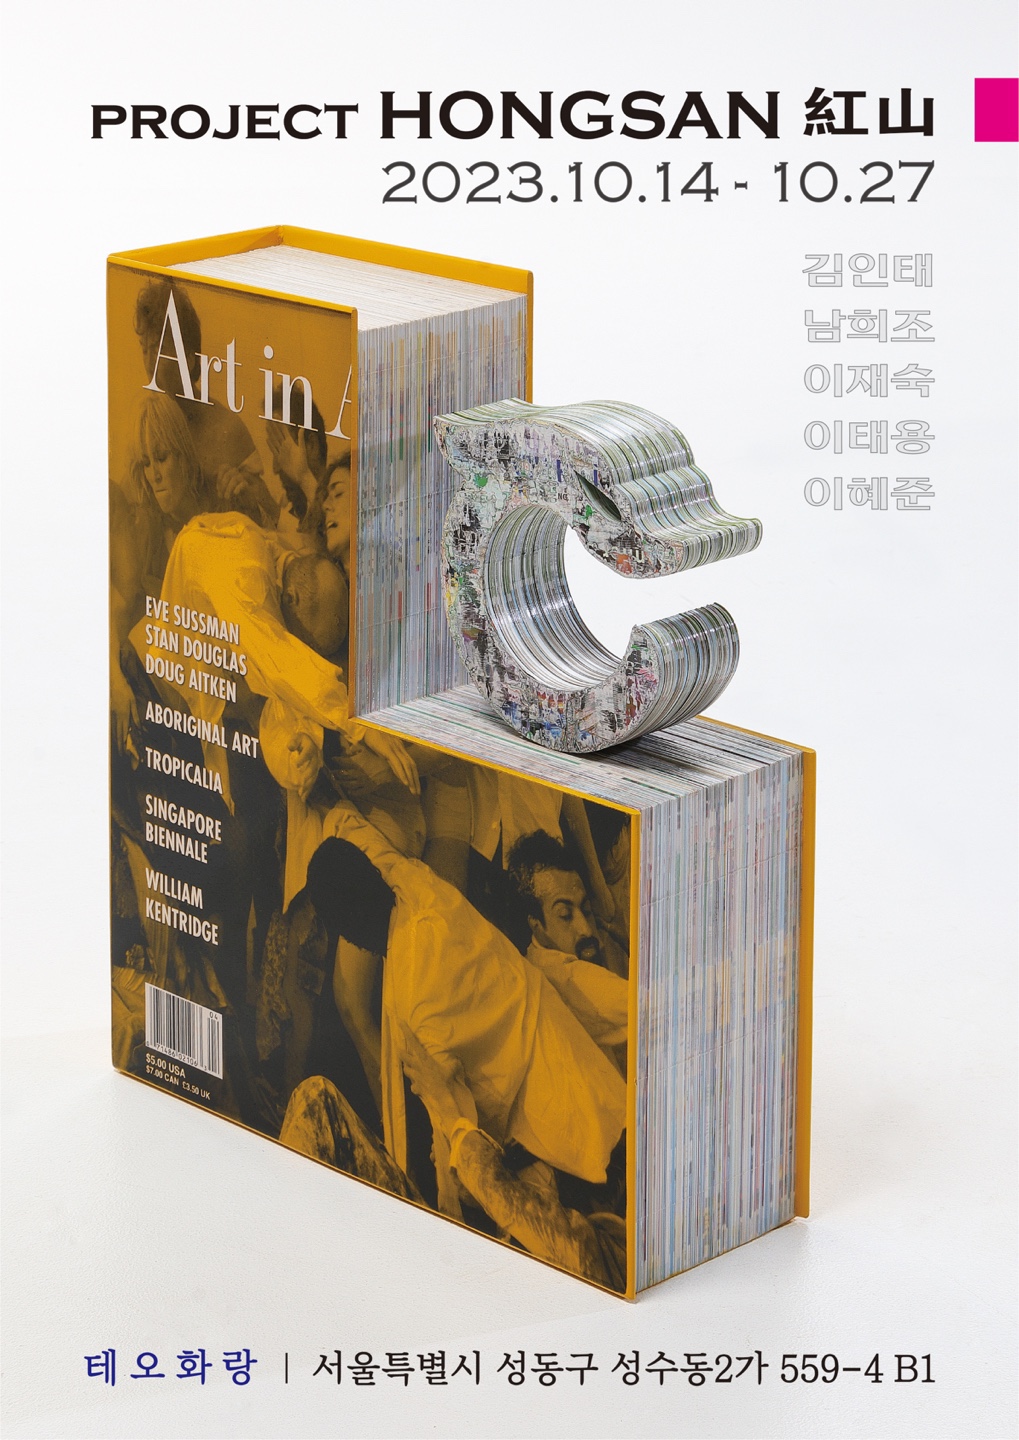 PROJECT HONGSAN 紅山
2023.10.14 - 10.27
김인태
남희조
이재숙
이태용
이혜준
Art in A
EVE SUSSMAN
STAN DOUGLAS
DOUG AITKEN
ABORIGINAL ART
TROPICALIA
SINGAPORE
BIENNALE
WILLIAM
KENTRIDGE
04
$5.00 USA
$7.00 CAN £3.50 UK
테오화랑 | 서울특별시 성동구 성수동2가 559-4 B1